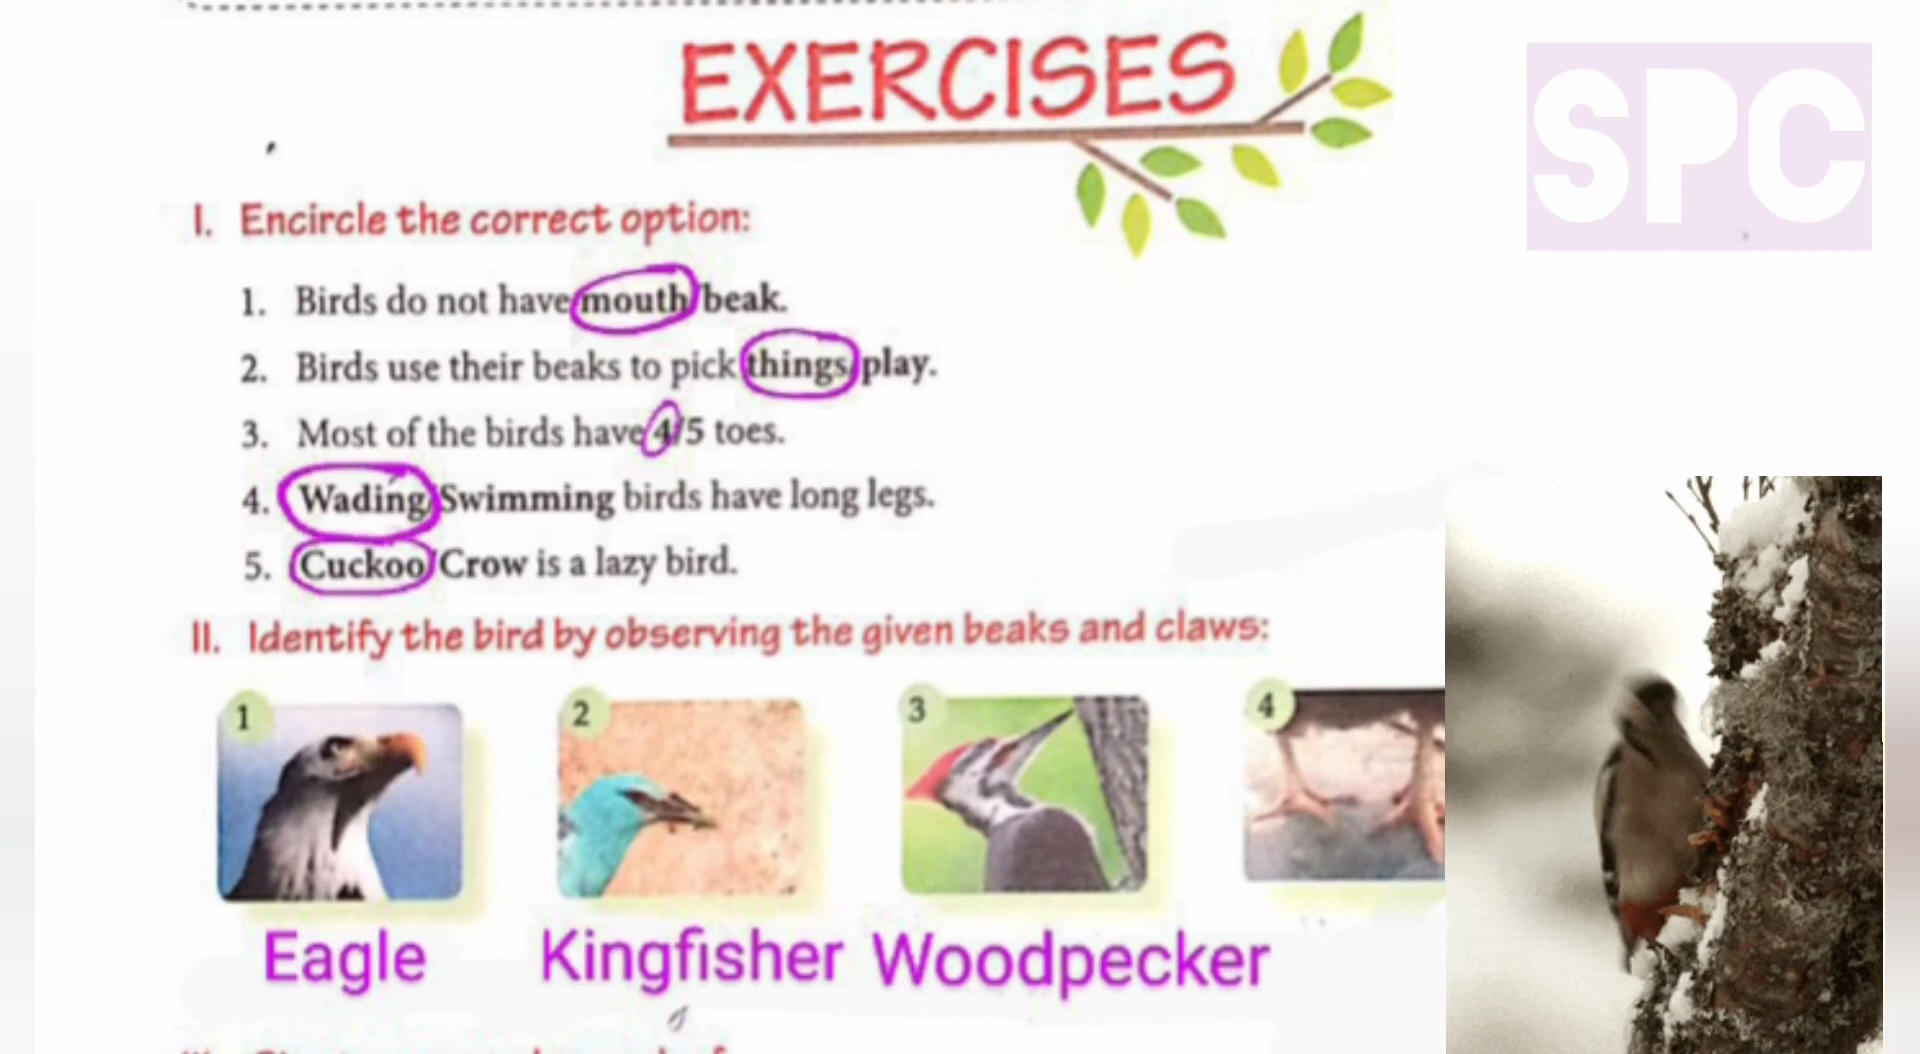 EXERCISES
SPC
I. Encircle the correct option:
1. Birds do not have mouth/beak.
2. Birds use their beaks to pick things/play.
3. Most of the birds have 4/5 toes.
4. Wading/Swimming birds have long legs.
5. Cuckoo/Crow is a lazy bird.
II. Identify the bird by observing the given beaks and claws:
1 2 3 4
Eagle Kingfisher Woodpecker